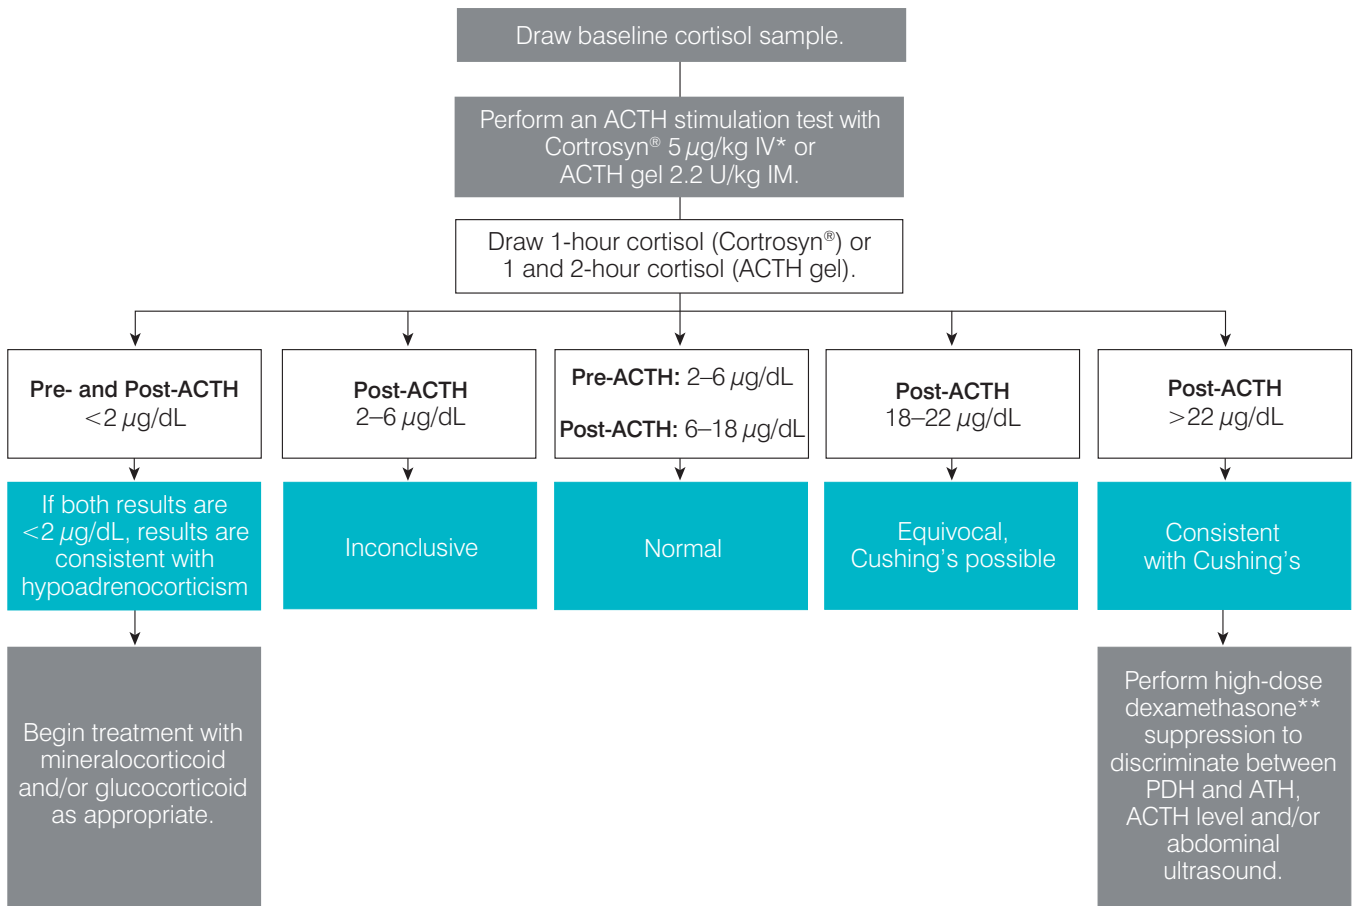 Draw baseline cortisol sample.
Perform an ACTH stimulation test with
Cortrosyn® 5 µg/kg IV* or
ACTH gel 2.2 U/kg IM.
Draw 1-hour cortisol (Cortrosyn®) or
1 and 2-hour cortisol (ACTH gel).
Pre- and Post-ACTH
<2 µg/dL
Post-ACTH
2–6 µg/dL
Pre-ACTH: 2–6 µg/dL
Post-ACTH: 6–18 µg/dL
Post-ACTH
18–22 µg/dL
Post-ACTH
>22 µg/dL
If both results are
<2 µg/dL, results are
consistent with
hypoadrenocorticism
Inconclusive
Normal
Equivocal,
Cushing's possible
Consistent
with Cushing's
Begin treatment with
mineralocorticoid
and/or glucocorticoid
as appropriate.
Perform high-dose
dexamethasone**
suppression to
discriminate between
PDH and ATH,
ACTH level and/or
abdominal
ultrasound.